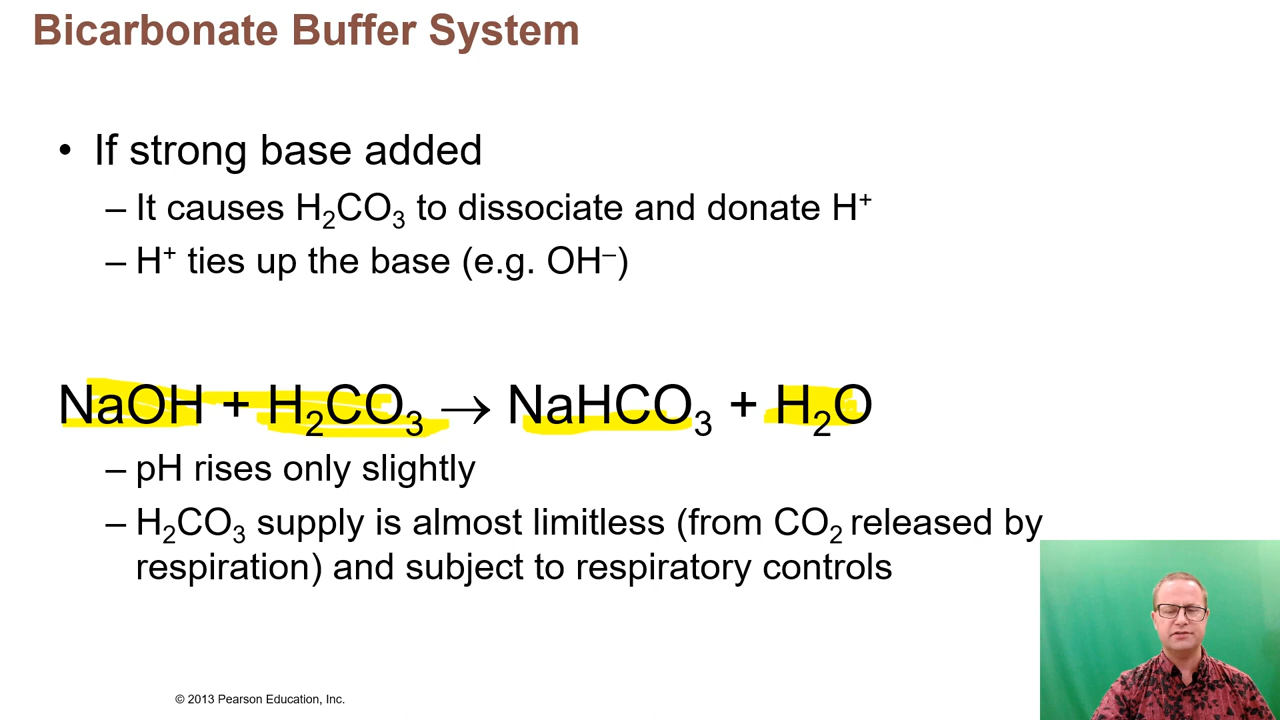 Bicarbonate Buffer System
• If strong base added
– It causes H₂CO₃ to dissociate and donate H⁺
– H⁺ ties up the base (e.g. OH⁻)
NaOH + H₂CO₃ → NaHCO₃ + H₂O
– pH rises only slightly
– H₂CO₃ supply is almost limitless (from CO₂ released by
respiration) and subject to respiratory controls
© 2013 Pearson Education, Inc.